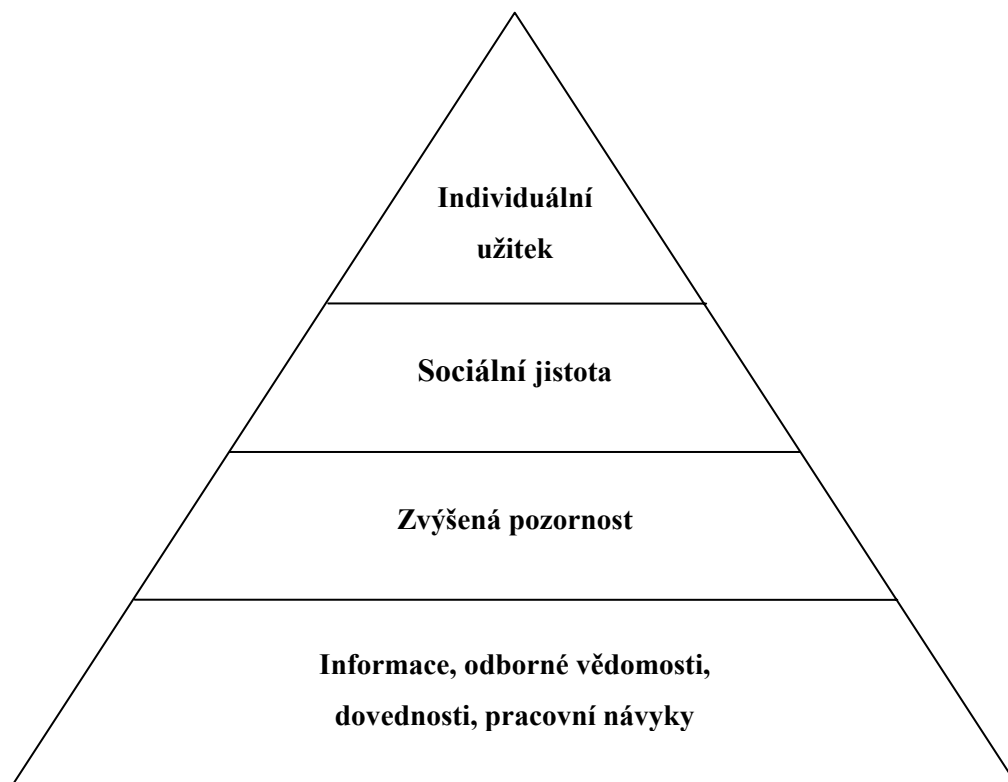 Individuální
užitek
Sociální jistota
Zvýšená pozornost
Informace, odborné vědomosti,
dovednosti, pracovní návyky